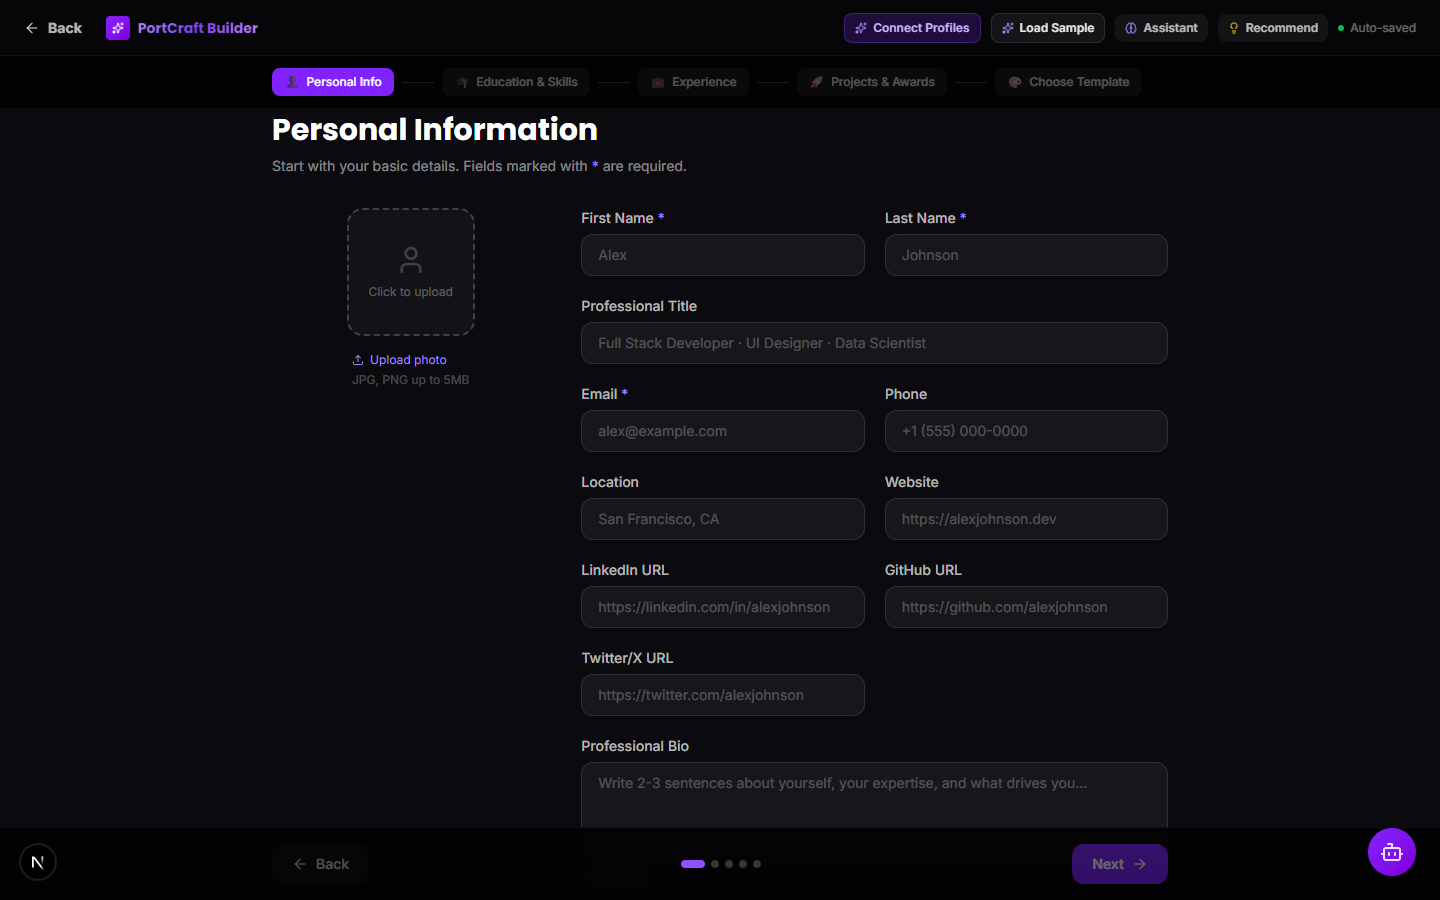 Back
PortCraft Builder
Connect Profiles
Load Sample
Assistant
Recommend
Auto-saved
Personal Info
Education & Skills
Experience
Projects & Awards
Choose Template
Personal Information
Start with your basic details. Fields marked with * are required.
Click to upload
Upload photo
JPG, PNG up to 5MB
First Name *
Last Name *
Alex
Johnson
Professional Title
Full Stack Developer · UI Designer · Data Scientist
Email *
Phone
alex@example.com
+1 (555) 000-0000
Location
Website
San Francisco, CA
https://alexjohnson.dev
LinkedIn URL
GitHub URL
https://linkedin.com/in/alexjohnson
https://github.com/alexjohnson
Twitter/X URL
https://twitter.com/alexjohnson
Professional Bio
Write 2-3 sentences about yourself, your expertise, and what drives you...
N
Back
Next